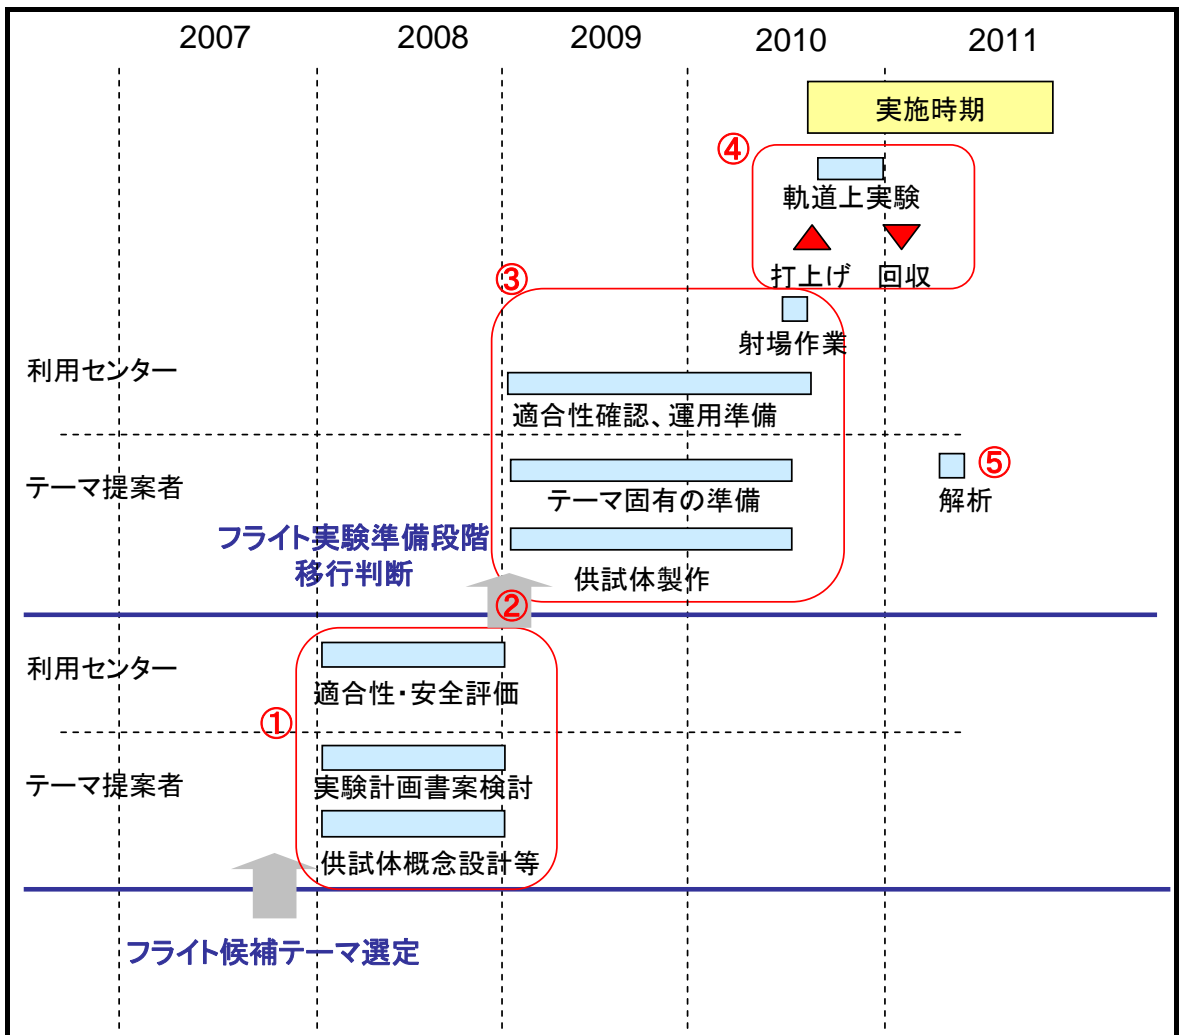 2007 2008 2009 2010 2011
実施時期
④
軌道上実験
打上げ 回収
③
射場作業
利用センター
適合性確認、運用準備
テーマ提案者
テーマ固有の準備
⑤
解析
フライト実験準備段階
移行判断
供試体製作
②
利用センター
適合性・安全評価
①
テーマ提案者
実験計画書案検討
供試体概念設計等
フライト候補テーマ選定